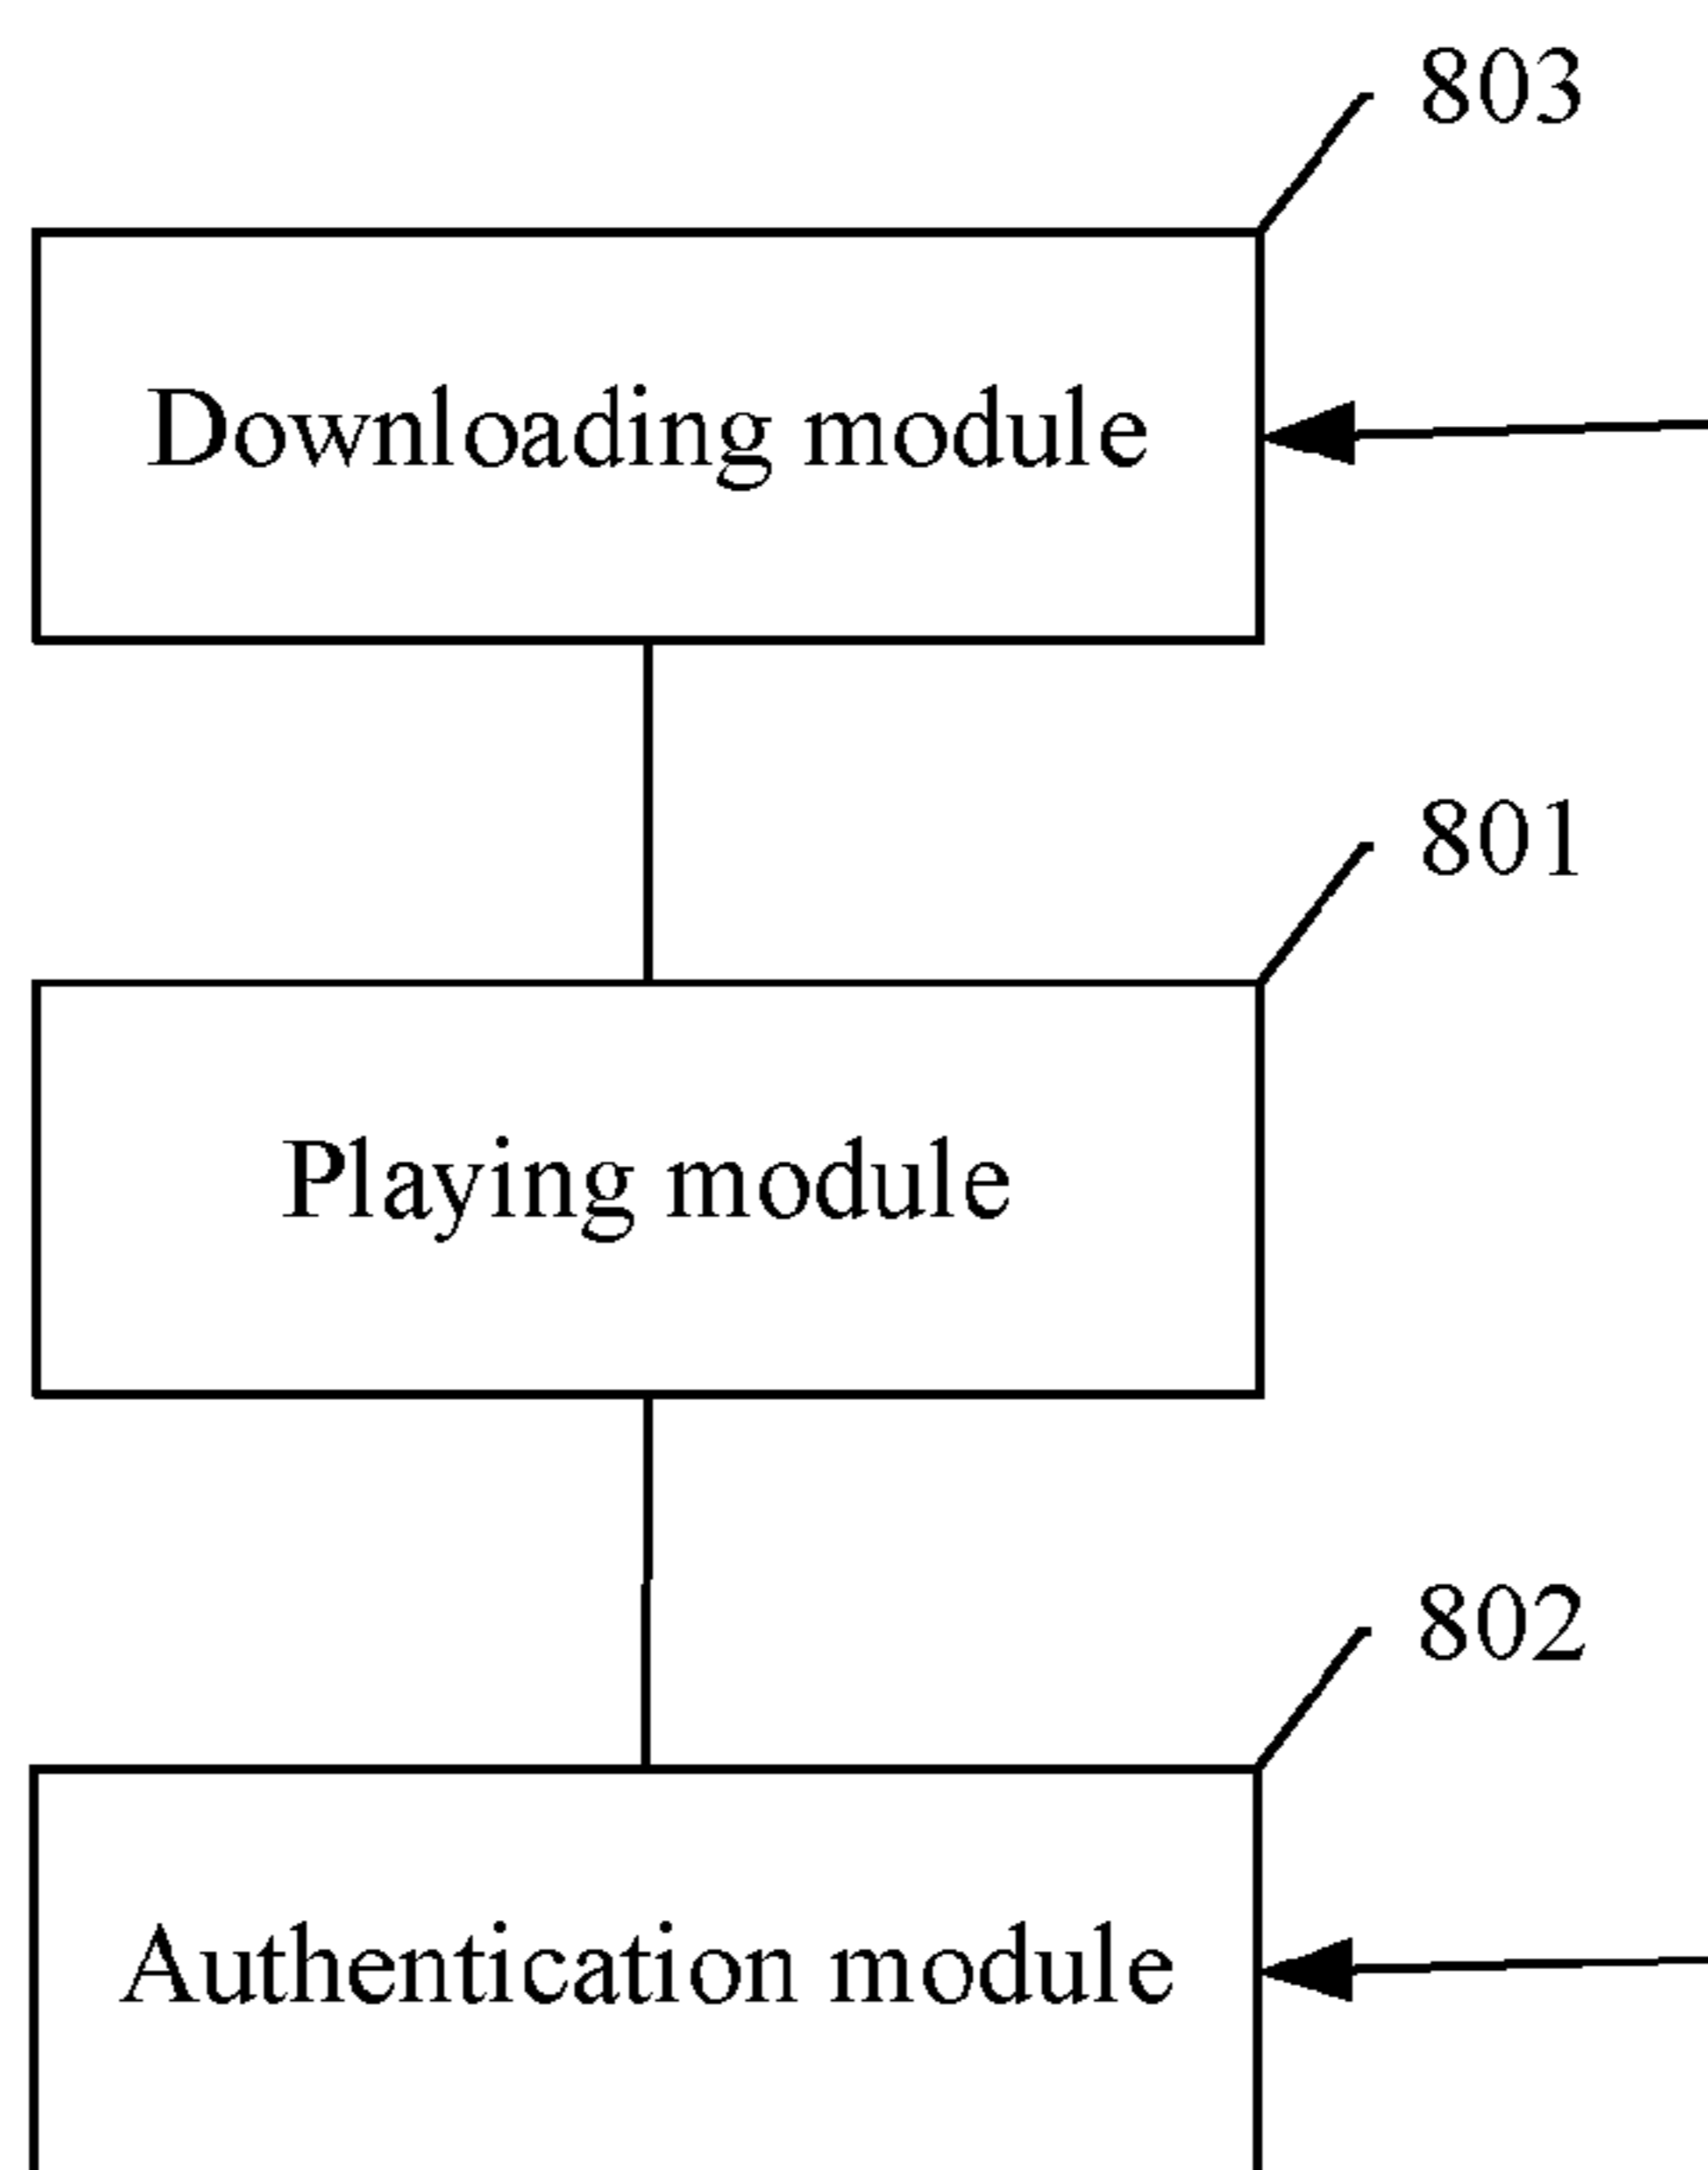 803
Downloading module
801
Playing module
802
Authentication module